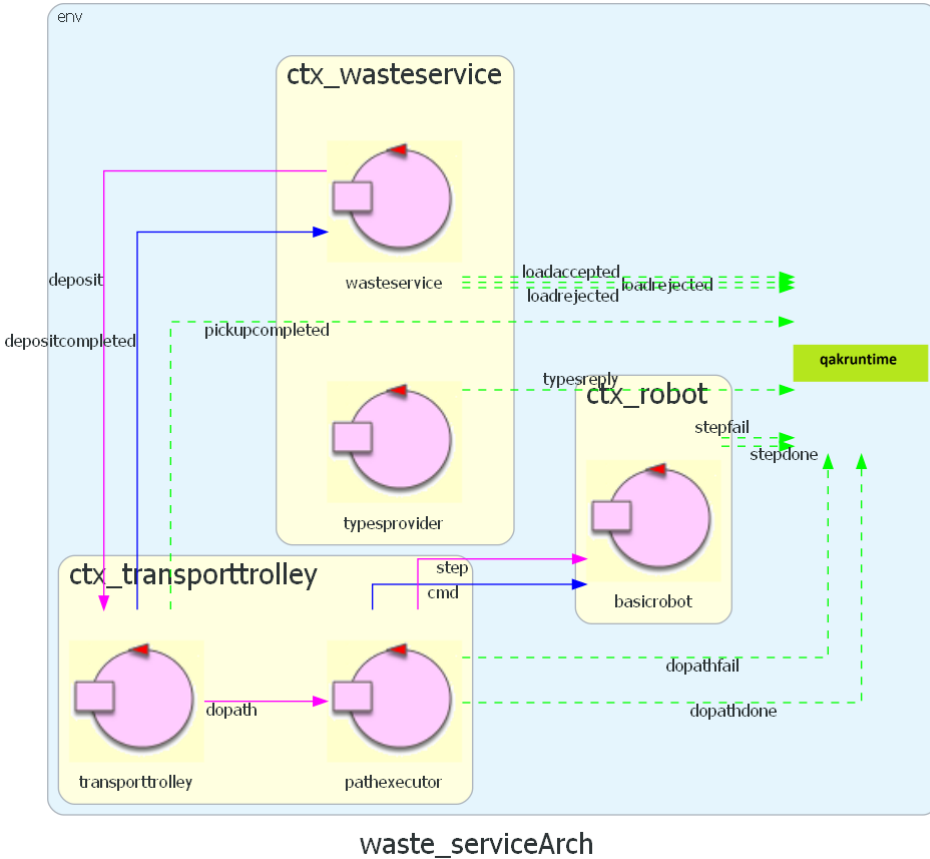 env
ctx_wasteservice
deposit
wasteservice
loadaccepted
loadrejected
loadrejected
pickupcompleted
depositcompleted
qakruntime
typesreply
ctx_robot
stepfail
stepdone
typesprovider
ctx_transporttrolley
step
cmd
basicrobot
dopathfail
dopath
dopathdone
transporttrolley
pathexecutor
waste_serviceArch